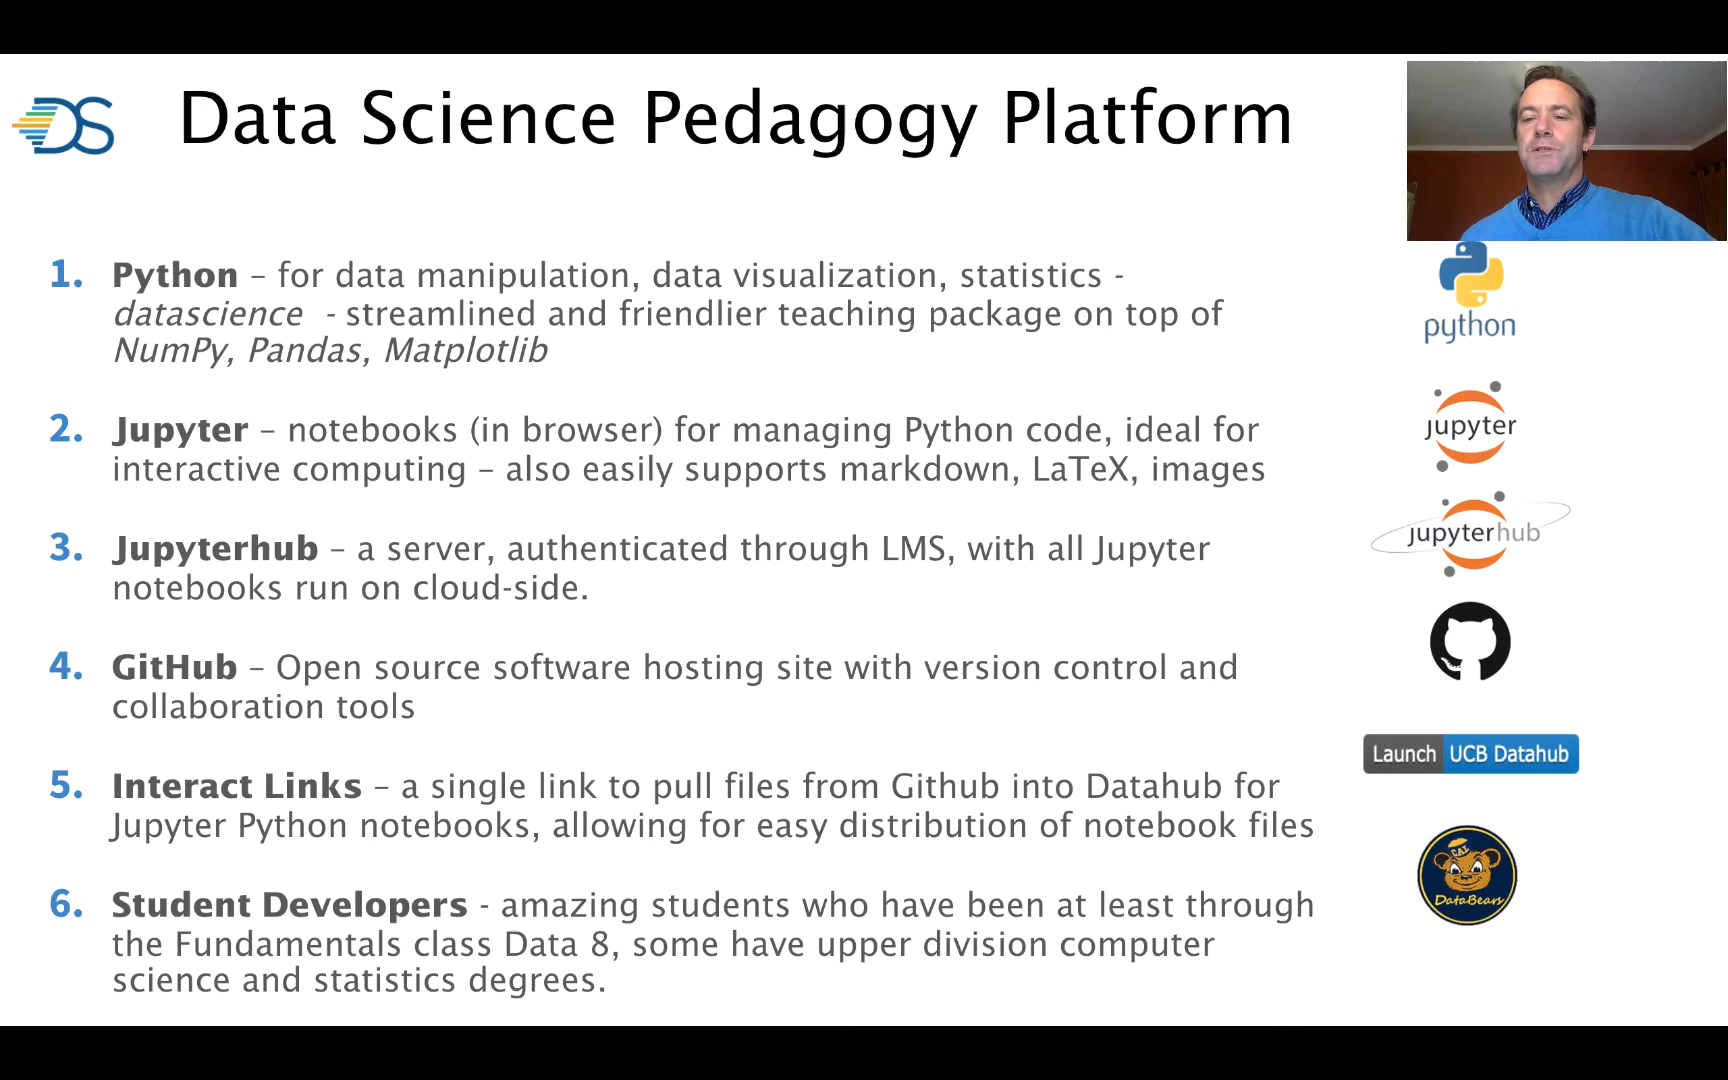 DS
Data Science Pedagogy Platform
1. Python – for data manipulation, data visualization, statistics -
datascience - streamlined and friendlier teaching package on top of
NumPy, Pandas, Matplotlib
2. Jupyter – notebooks (in browser) for managing Python code, ideal for
interactive computing – also easily supports markdown, LaTeX, images
3. Jupyterhub – a server, authenticated through LMS, with all Jupyter
notebooks run on cloud-side.
4. GitHub – Open source software hosting site with version control and
collaboration tools
5. Interact Links – a single link to pull files from Github into Datahub for
Jupyter Python notebooks, allowing for easy distribution of notebook files
6. Student Developers - amazing students who have been at least through
the Fundamentals class Data 8, some have upper division computer
science and statistics degrees.
python
jupyter
jupyterhub
Launch UCB Datahub
CAL
DataBears